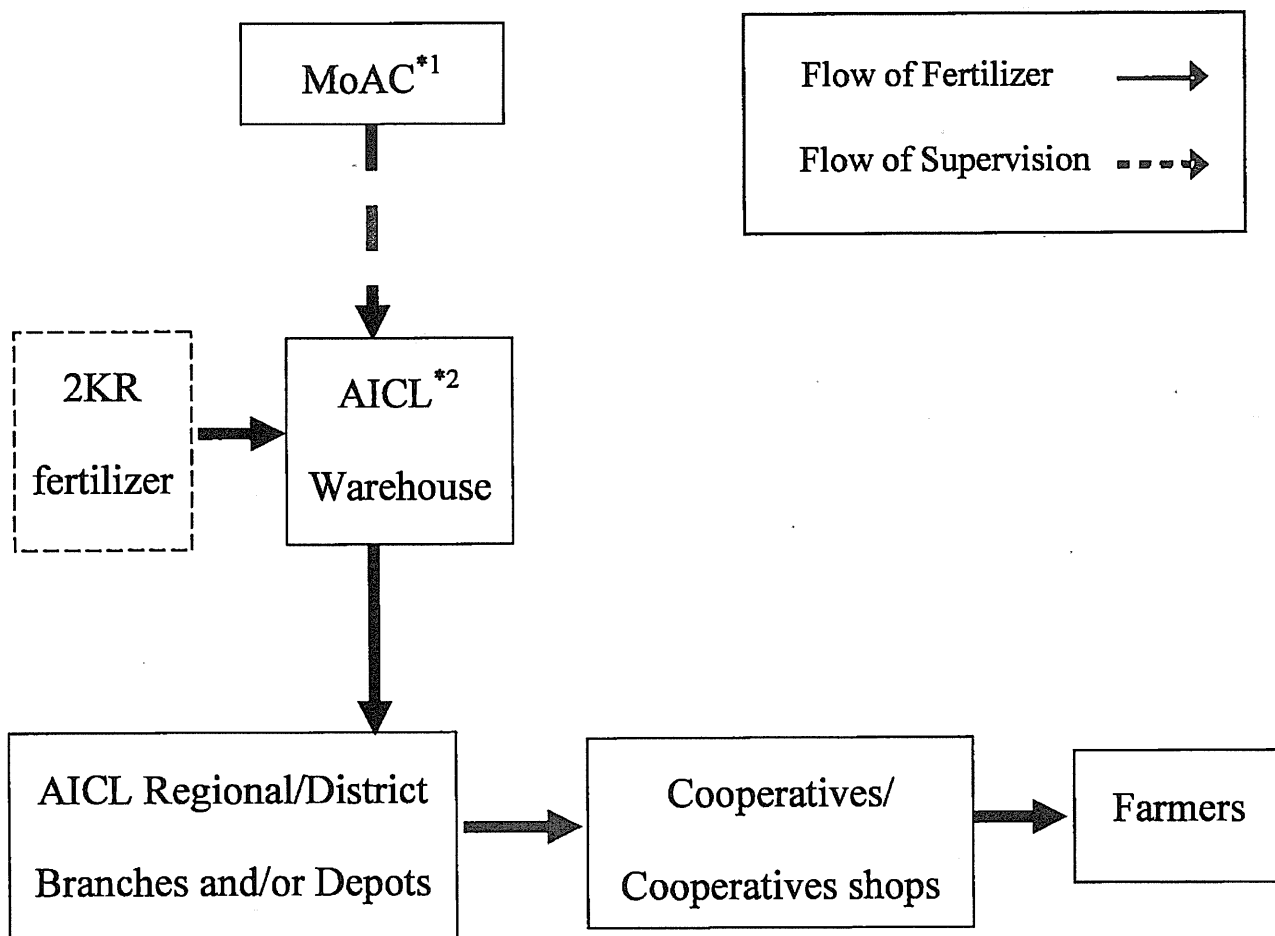 MoAC*1
Flow of Fertilizer
Flow of Supervision
2KR
fertilizer
AICL*2
Warehouse
AICL Regional/District
Branches and/or Depots
Cooperatives/
Cooperatives shops
Farmers